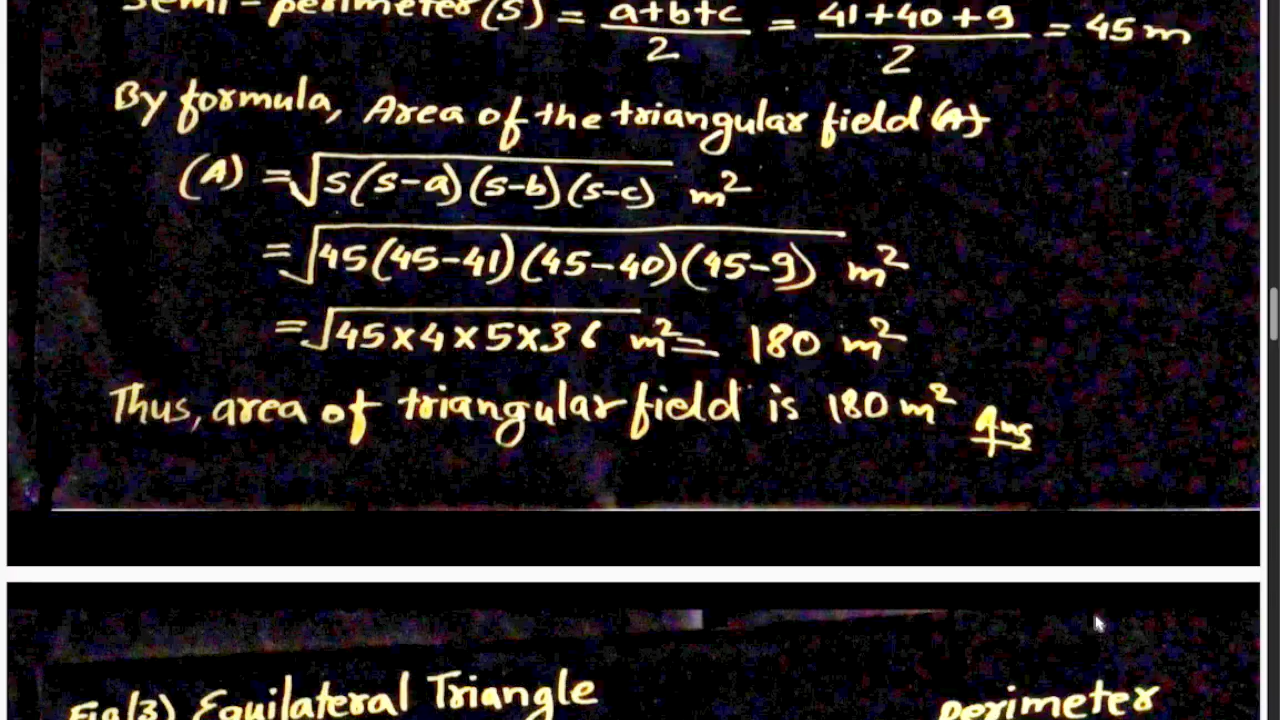 Semi-perimeter(s) = a+b+c/2 = 41+40+9/2 = 45 m
By formula, Area of the triangular field (A)
(A) = √s(s-a)(s-b)(s-c) m²
= √45(45-41)(45-40)(45-9) m²
= √45×4×5×36 m² = 180 m²
Thus, area of triangular field is 180 m² Ans
Fig(3) Equilateral Triangle perimeter